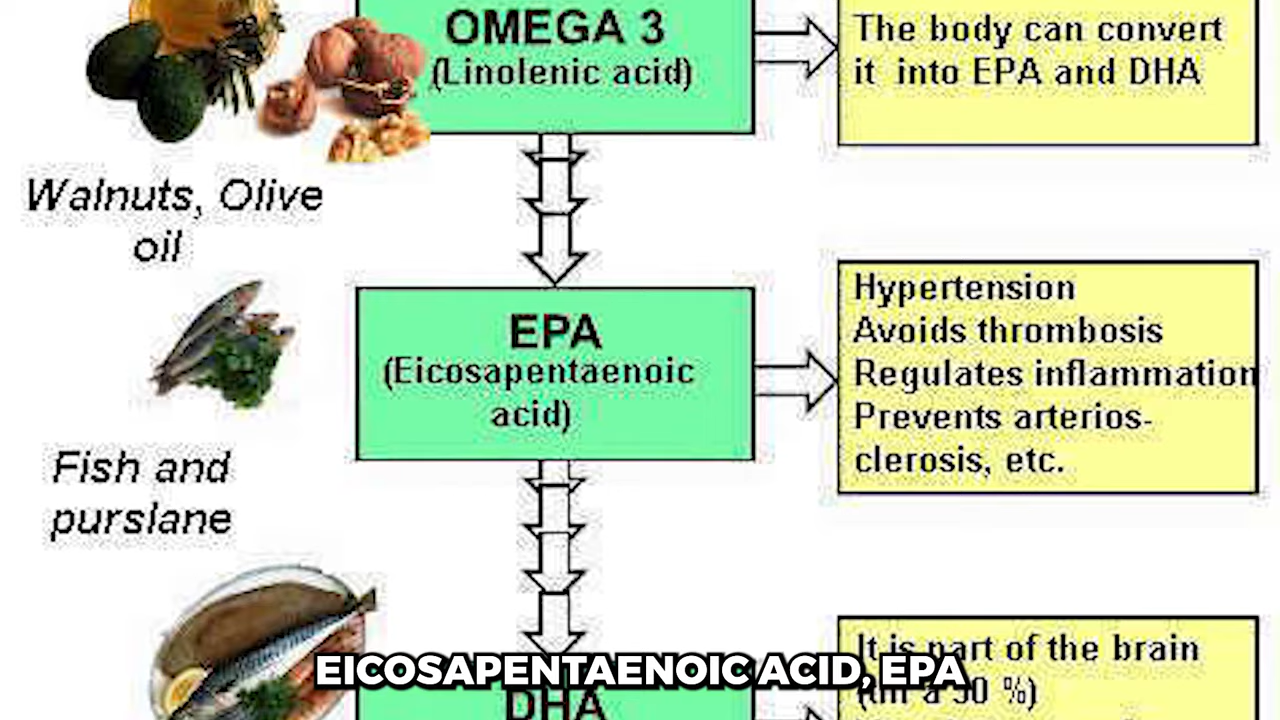 OMEGA 3
(Linolenic acid)
The body can convert
it into EPA and DHA
Walnuts, Olive
oil
EPA
(Eicosapentaenoic
acid)
Hypertension
Avoids thrombosis
Regulates inflammation
Prevents arterios-
clerosis, etc.
Fish and
purslane
DHA
It is part of the brain
%)
EICOSAPENTAENOIC ACID, EPA